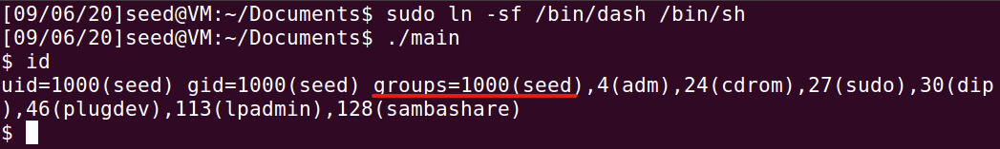 [09/06/20]seed@VM:~/Documents$ sudo ln -sf /bin/dash /bin/sh
[09/06/20]seed@VM:~/Documents$ ./main
$ id
uid=1000(seed) gid=1000(seed) groups=1000(seed),4(adm),24(cdrom),27(sudo),30(dip
),46(plugdev),113(lpadmin),128(sambashare)
$